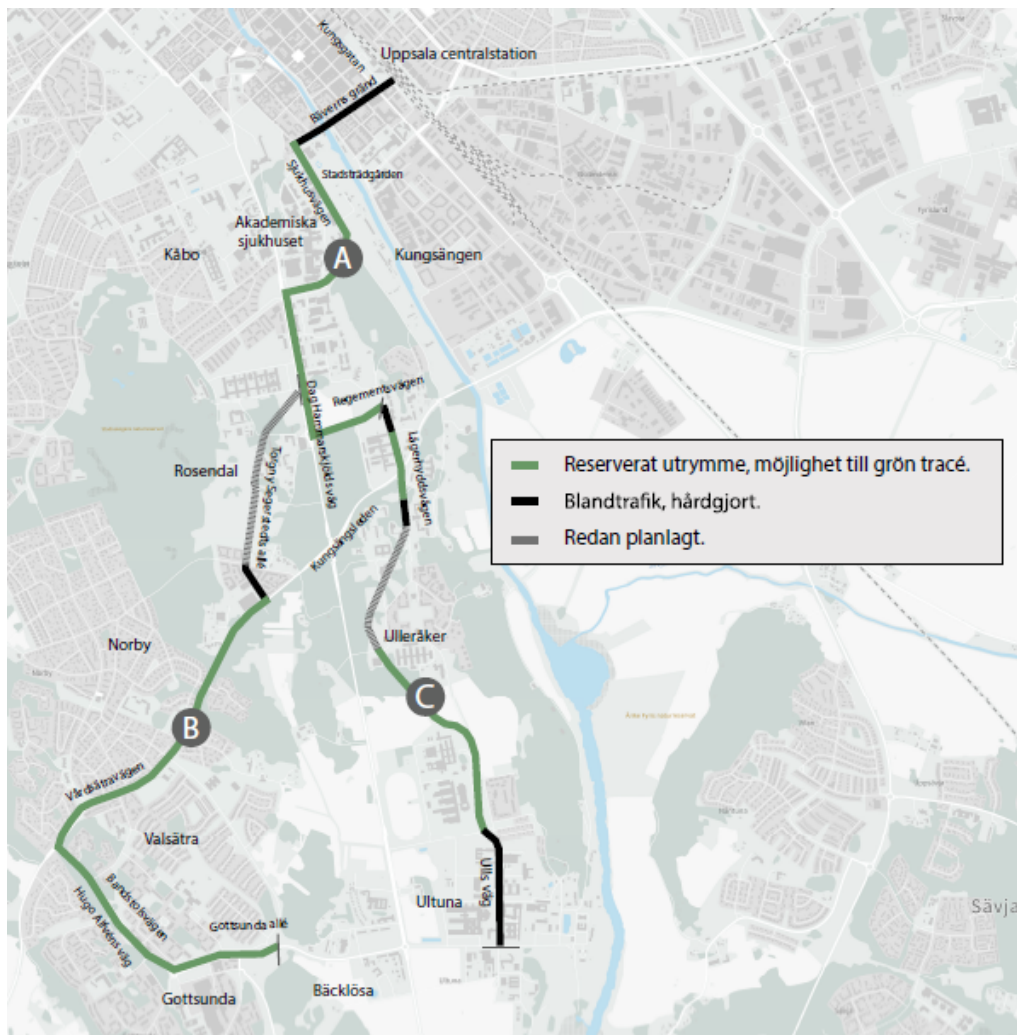 Kungsgatan
Uppsala centralstation
Bäverns gränd
Sjukhusvägen
Stadsträdgården
Akademiska
sjukhuset
Kåbo
A
Kungsängen
Regementsvägen
Dag Hammarskjölds väg
Lägerhyddsvägen
Rosendal
Torgny Segerstedts allé
Kungsängsleden
Reserverat utrymme, möjlighet till grön tracé.
Blandtrafik, hårdgjort.
Redan planlagt.
Norby
Ulleråker
C
B
Vårdsätravägen
Valsätra
Bandstolsvägen
Hugo Alfvéns väg
Ulls väg
Ultuna
Sävja
Gottsunda allé
Gottsunda
Bäcklösa